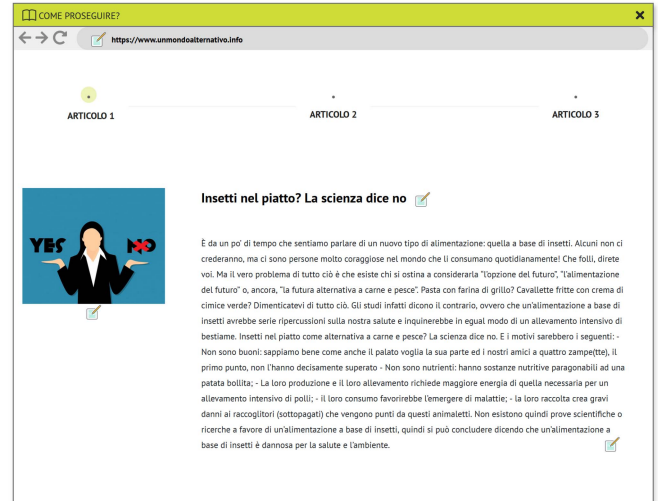 COME PROSEGUIRE?
https://www.unmondoalternativo.info
ARTICOLO 1
ARTICOLO 2
ARTICOLO 3
YES
NO
Insetti nel piatto? La scienza dice no
È da un po' di tempo che sentiamo parlare di un nuovo tipo di alimentazione: quella a base di insetti. Alcuni non ci
crederanno, ma ci sono persone molto coraggiose nel mondo che li consumano quotidianamente! Che folli, direte
voi. Ma il vero problema di tutto ciò è che esiste chi si ostina a considerarla "l'opzione del futuro", "l'alimentazione
del futuro" o, ancora, "la futura alternativa a carne e pesce". Pasta con farina di grillo? Cavallette fritte con crema di
cimice verde? Dimenticatevi di tutto ciò. Gli studi infatti dicono il contrario, ovvero che un'alimentazione a base di
insetti avrebbe serie ripercussioni sulla nostra salute e inquinerebbe in egual modo di un allevamento intensivo di
bestiame. Insetti nel piatto come alternativa a carne e pesce? La scienza dice no. E i motivi sarebbero i seguenti: -
Non sono buoni: sappiamo bene come anche il palato voglia la sua parte ed i nostri amici a quattro zampe(tte), il
primo punto, non l'hanno decisamente superato - Non sono nutrienti: hanno sostanze nutritive paragonabili ad una
patata bollita; - La loro produzione e il loro allevamento richiede maggiore energia di quella necessaria per un
allevamento intensivo di polli; - il loro consumo favorirebbe l'emergere di malattie; - la loro raccolta crea gravi
danni ai raccoglitori (sottopagati) che vengono punti da questi animaletti. Non esistono quindi prove scientifiche o
ricerche a favore di un'alimentazione a base di insetti, quindi si può concludere dicendo che un'alimentazione a
base di insetti è dannosa per la salute e l'ambiente.